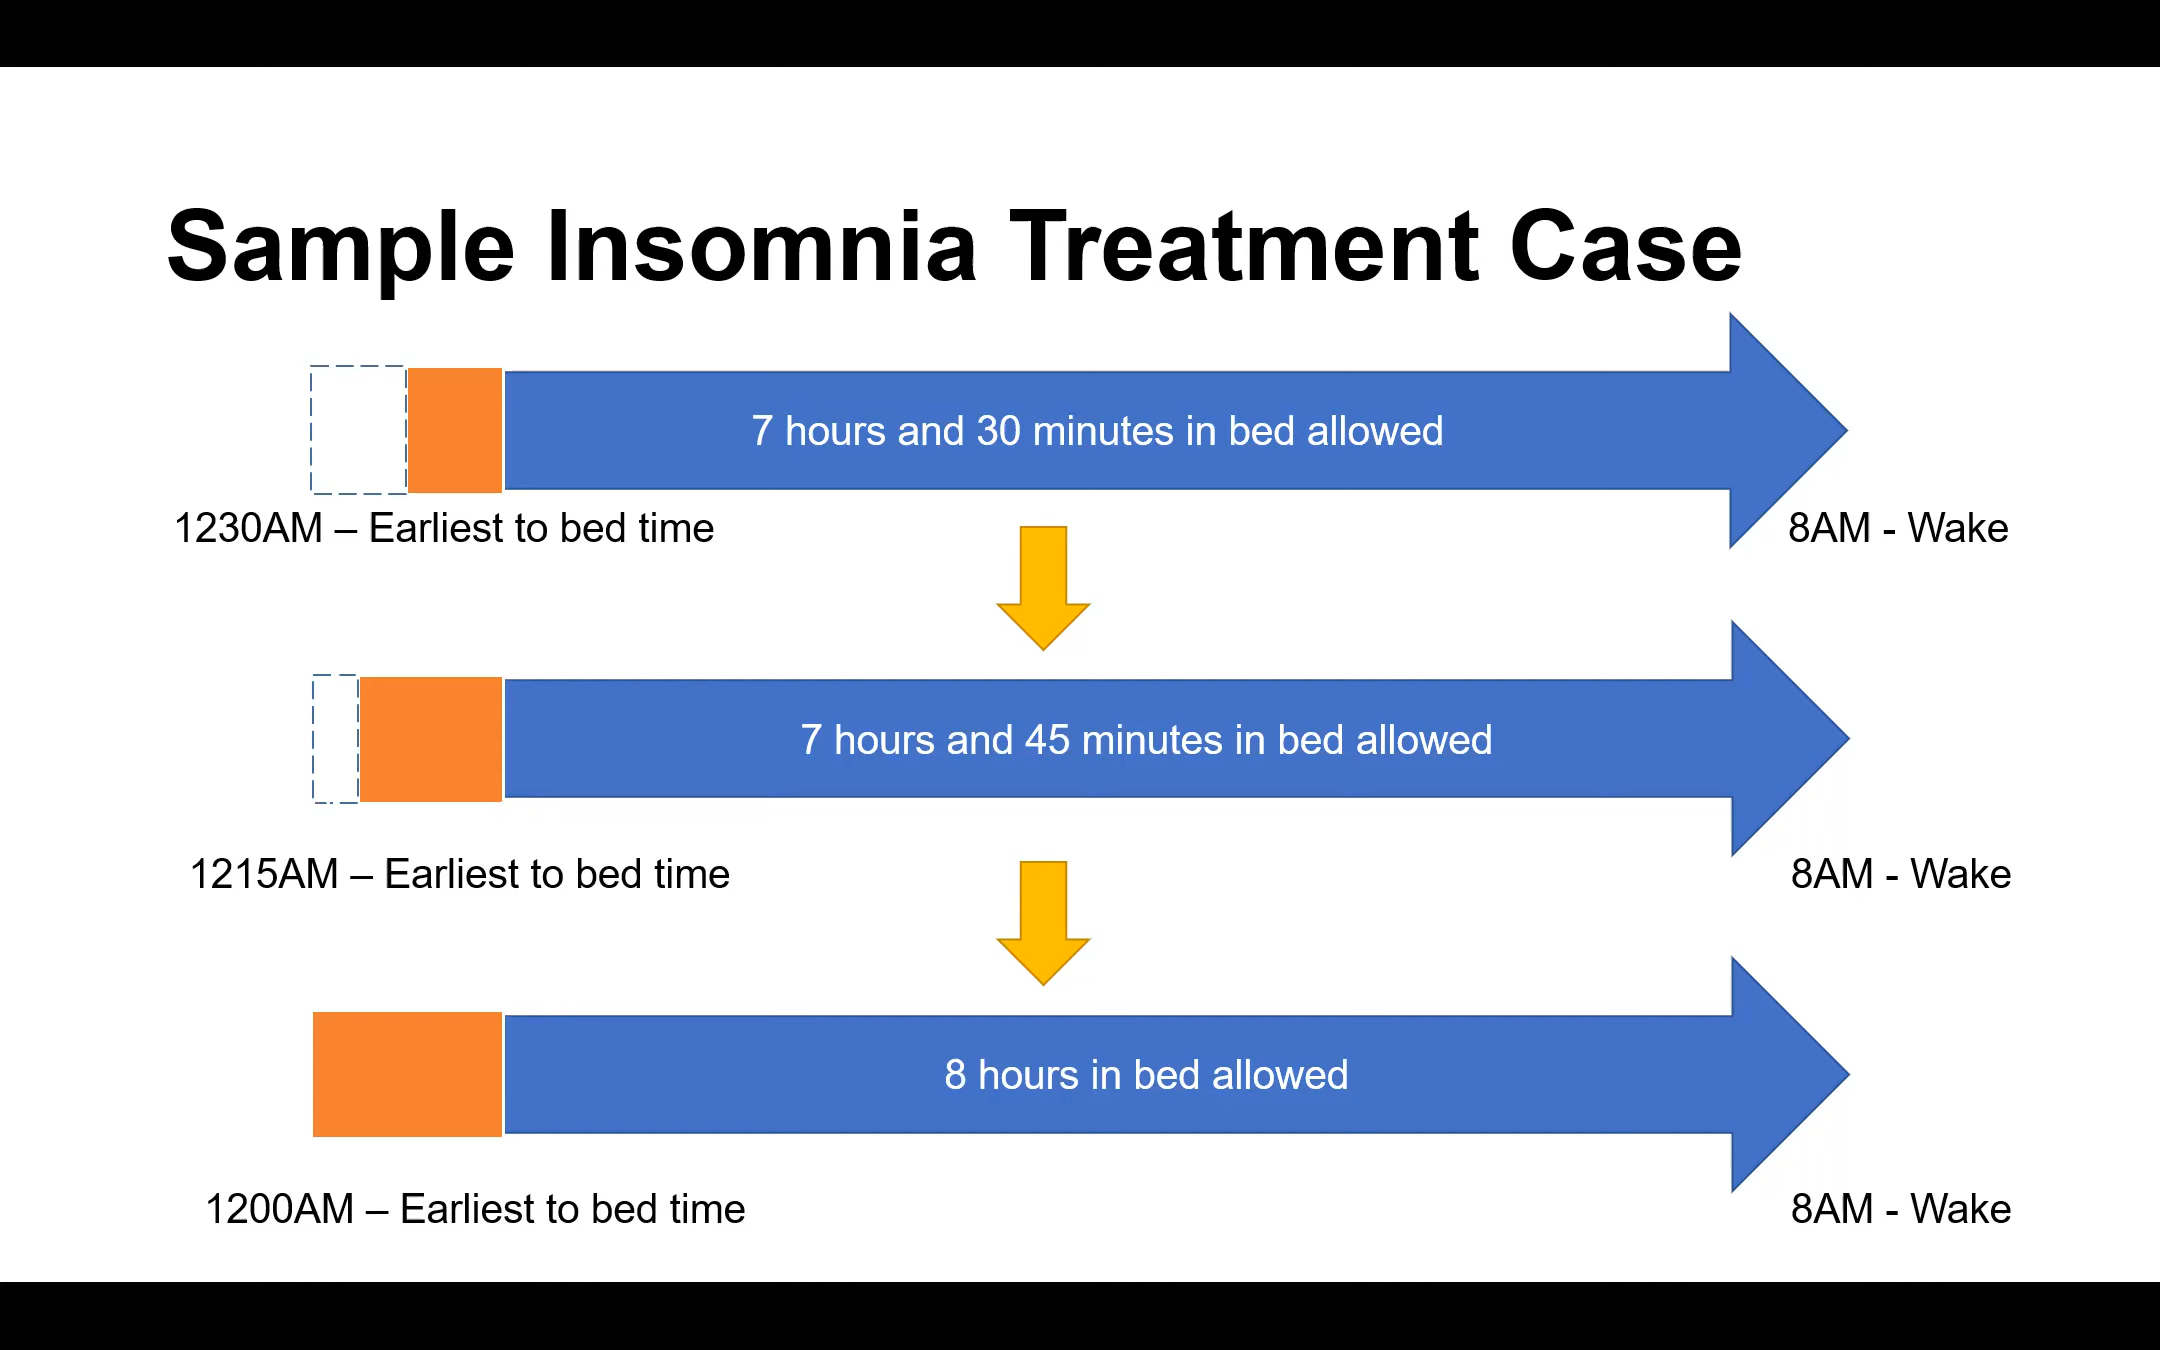 Sample Insomnia Treatment Case
7 hours and 30 minutes in bed allowed
1230AM – Earliest to bed time
8AM - Wake
7 hours and 45 minutes in bed allowed
1215AM – Earliest to bed time
8AM - Wake
8 hours in bed allowed
1200AM – Earliest to bed time
8AM - Wake